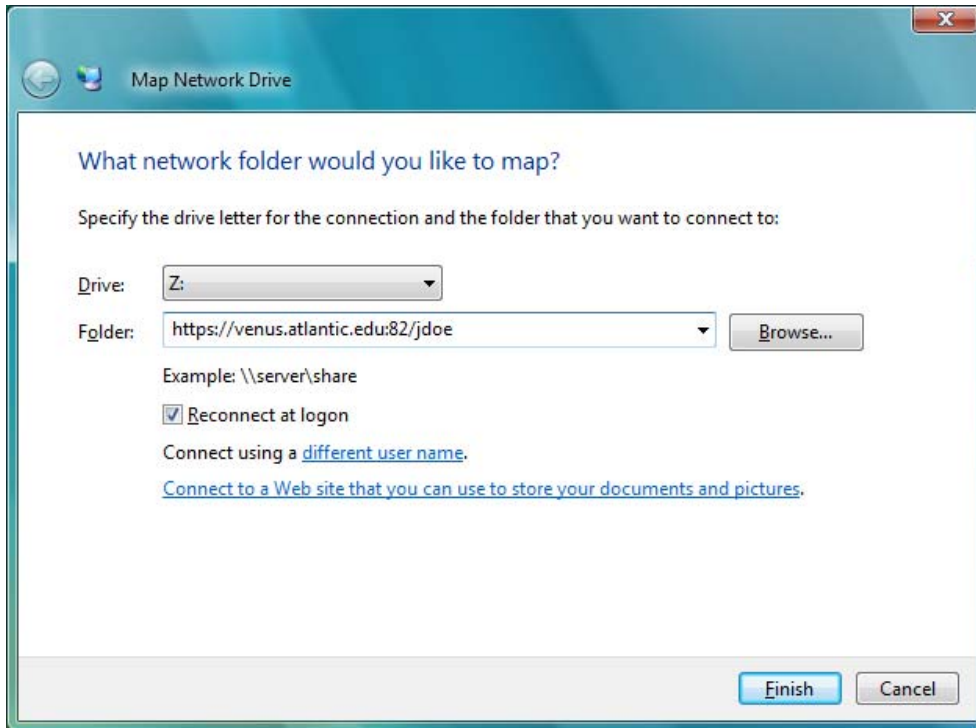 Map Network Drive
What network folder would you like to map?
Specify the drive letter for the connection and the folder that you want to connect to:
Drive: Z:
Folder: https://venus.atlantic.edu:82/jdoe Browse...
Example: \\server\share
Reconnect at logon
Connect using a different user name.
Connect to a Web site that you can use to store your documents and pictures.
Finish Cancel